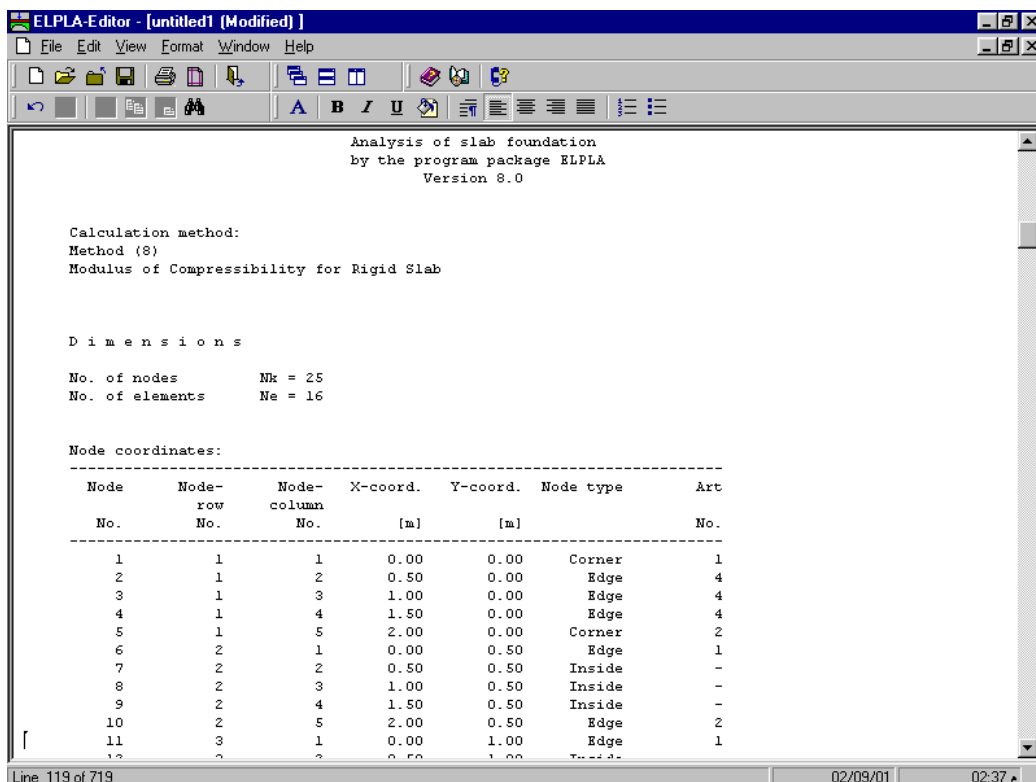 ELPLA-Editor - [untitled1 (Modified) ]
File Edit View Format Window Help
A B I U
Analysis of slab foundation
by the program package ELPLA
Version 8.0
Calculation method:
Method (8)
Modulus of Compressibility for Rigid Slab
D i m e n s i o n s
No. of nodes Nk = 25
No. of elements Ne = 16
Node coordinates:
Node Node- Node- X-coord. Y-coord. Node type Art
row column
No. No. No. [m] [m] No.
1 1 1 0.00 0.00 Corner 1
2 1 2 0.50 0.00 Edge 4
3 1 3 1.00 0.00 Edge 4
4 1 4 1.50 0.00 Edge 4
5 1 5 2.00 0.00 Corner 2
6 2 1 0.00 0.50 Edge 1
7 2 2 0.50 0.50 Inside -
8 2 3 1.00 0.50 Inside -
9 2 4 1.50 0.50 Inside -
10 2 5 2.00 0.50 Edge 2
11 3 1 0.00 1.00 Edge 1
Line 119 of 719 02/09/01 02:37